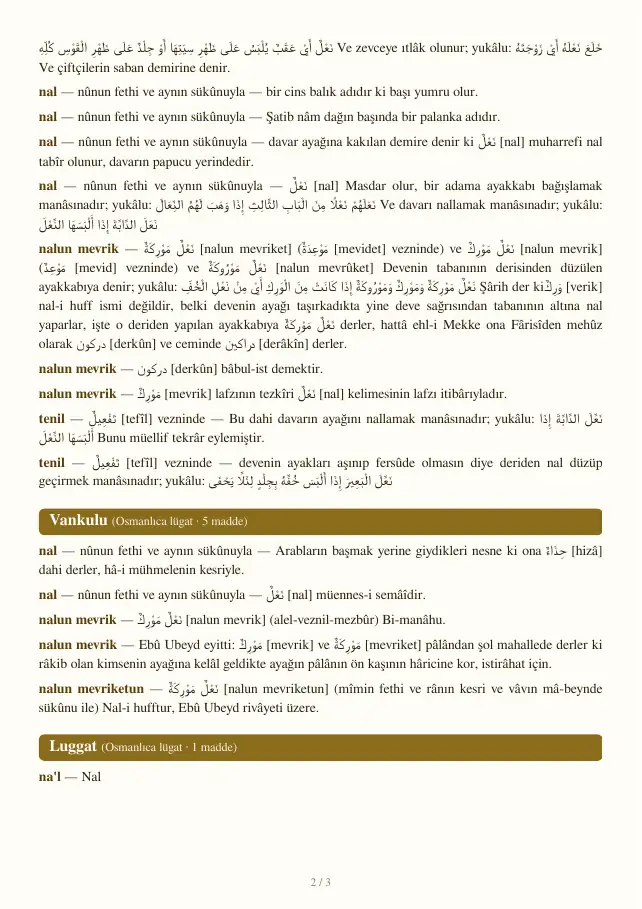 نَعْلٌ أَيْ عَقَبٌ يُلْبَسُ عَلَى ظَهْرِ سِيَتِهَا أَوْ جِلْدٌ عَلَى ظَهْرِ الْقَوْسِ كُلِّهِ Ve zevceye ıtlâk olunur; yukâlu: خَلَعَ نَعْلَهُ أَيْ زَوْجَتَهُ
Ve çiftçilerin saban demirine denir.
nal — nûnun fethi ve aynın sükûnuyla — bir cins balık adıdır ki başı yumru olur.
nal — nûnun fethi ve aynın sükûnuyla — Şatib nâm dağın başında bir palanka adıdır.
nal — nûnun fethi ve aynın sükûnuyla — davar ayağına kakılan demire denir ki نَعْلٌ [nal] muharrefi nal
tabîr olunur, davarın papucu yerindedir.
nal — nûnun fethi ve aynın sükûnuyla — نَعْلٌ [nal] Masdar olur, bir adama ayakkabı bağışlamak
manâsınadır; yukâlu: نَعَلَهُمْ نَعْلًا مِنَ الْبَابِ الثَّالِثِ إِذَا وَهَبَ لَهُمُ النِّعَالَ Ve davarı nallamak manâsınadır; yukâlu:
نَعَلَ الدَّابَّةَ إِذَا أَلْبَسَهَا النَّعْلَ
nalun mevrik — نَعْلٌ مَوْرِكَةٌ [nalun mevriket] (مَوْعِدَةٌ [mevidet] vezninde) ve نَعْلٌ مَوْرِكٌ [nalun mevrik]
(مَوْعِدٌ [mevid] vezninde) ve نَعْلٌ مَوْرُوكَةٌ [nalun mevrûket] Devenin tabanının derisinden düzülen
ayakkabıya denir; yukâlu: نَعْلٌ مَوْرِكَةٌ وَمَوْرِكٌ وَمَوْرُوكَةٌ إِذَا كَانَتْ مِنَ الْوَرِكِ أَيْ مِنْ نَعْلِ الْخُفِّ Şârih der kiوَرِكٌ [verik]
nal-i huff ismi değildir, belki devenin ayağı taşırkadıkta yine deve sağrısından tabanının altına nal
yaparlar, işte o deriden yapılan ayakkabıya نَعْلٌ مَوْرِكَةٌ derler, hattâ ehl-i Mekke ona Fârisîden mehûz
olarak دركون [derkûn] ve ceminde دراكين [derâkîn] derler.
nalun mevrik — دركون [derkûn] bâbul-ist demektir.
nalun mevrik — مَوْرِكٌ [mevrik] lafzının tezkîri نَعْلٌ [nal] kelimesinin lafzı itibârıyladır.
tenil — تَفْعِيلٌ [tefîl] vezninde — Bu dahi davarın ayağını nallamak manâsınadır; yukâlu: نَعَّلَ الدَّابَّةَ إِذَا
أَلْبَسَهَا النَّعْلَ Bunu müellif tekrâr eylemiştir.
tenil — تَفْعِيلٌ [tefîl] vezninde — devenin ayakları aşınıp fersûde olmasın diye deriden nal düzüp
geçirmek manâsınadır; yukâlu: نَعَّلَ الْبَعِيرَ إِذَا أَلْبَسَ خُفَّهُ بِجِلْدٍ لِئَلَّا يَحْفَى
Vankulu (Osmanlıca lügat · 5 madde)
nal — nûnun fethi ve aynın sükûnuyla — Arabların başmak yerine giydikleri nesne ki ona حِذَاءٌ [hizâ]
dahi derler, hâ-i mühmelenin kesriyle.
nal — nûnun fethi ve aynın sükûnuyla — نَعْلٌ [nal] müennes-i semâîdir.
nalun mevrik — نَعْلٌ مَوْرِكٌ [nalun mevrik] (alel-veznil-mezbûr) Bi-manâhu.
nalun mevrik — Ebû Ubeyd eyitti: مَوْرِكٌ [mevrik] ve مَوْرِكَةٌ [mevriket] pâlândan şol mahallede derler ki
râkib olan kimsenin ayağına kelâl geldikte ayağın pâlânın ön kaşının hâricine kor, istirâhat için.
nalun mevriketun — نَعْلٌ مَوْرِكَةٌ [nalun mevriketun] (mîmin fethi ve rânın kesri ve vâvın mâ-beynde
sükûnu ile) Nal-i hufftur, Ebû Ubeyd rivâyeti üzere.
Luggat (Osmanlıca lügat · 1 madde)
na'l — Nal
2 / 3